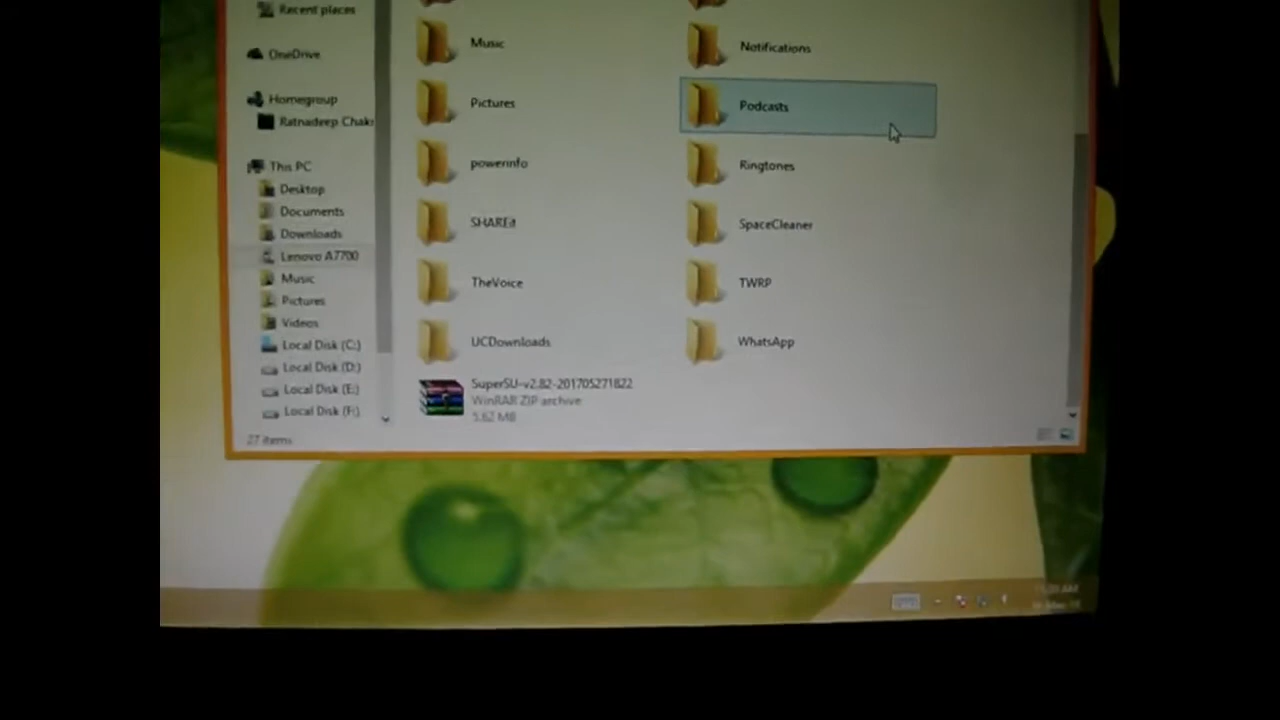 Recent places
OneDrive
Homegroup
Ratnadeep Chak
This PC
Desktop
Documents
Downloads
Lenovo A7700
Music
Pictures
Videos
Local Disk (C:)
Local Disk (D:)
Local Disk (E:)
Local Disk (F:)
27 items
Music
Notifications
Pictures
Podcasts
powerinfo
Ringtones
SHAREit
SpaceCleaner
TheVoice
TWRP
UCDownloads
WhatsApp
SuperSU-v2.82-201705271822
WinRAR ZIP archive
5.62 MB